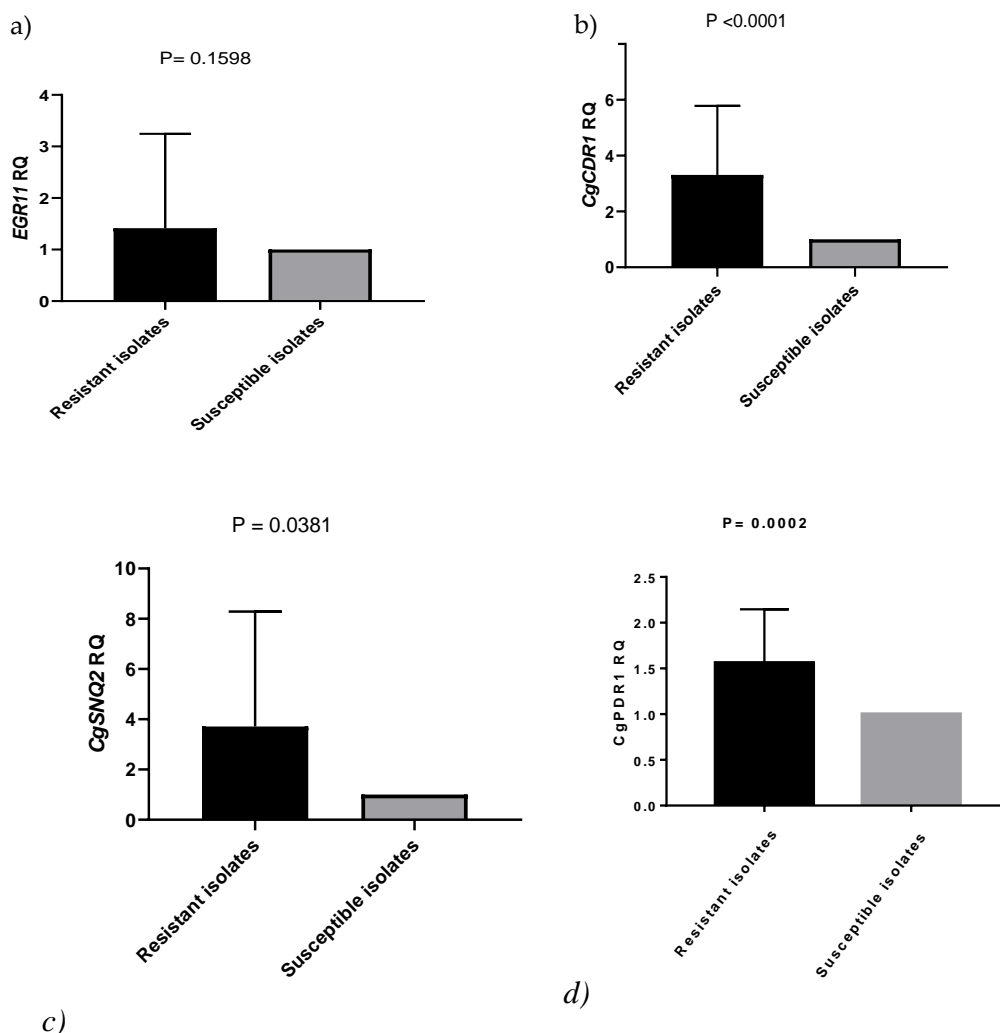 a)
P= 0.1598
EGR11 RQ
4
3
2
1
0
Resistant isolates
Susceptible isolates
b)
P <0.0001
CgCDR1 RQ
6
4
2
0
Resistant isolates
Susceptible isolates
P = 0.0381
CgSNQ2 RQ
10
8
6
4
2
0
Resistant isolates
Susceptible isolates
c)
P= 0.0002
CgPDR1 RQ
2.5
2.0
1.5
1.0
0.5
0.0
Resistant isolates
Susceptible isolates
d)